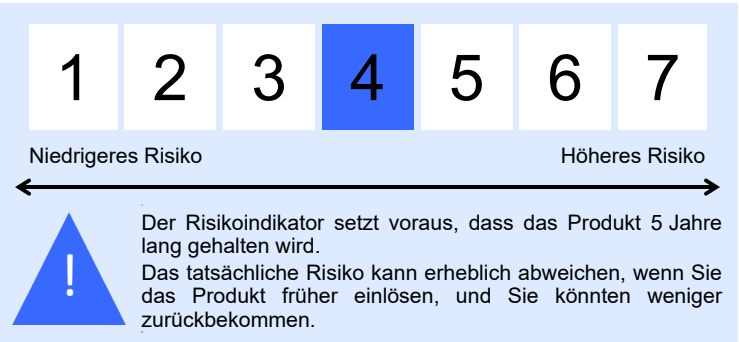 1 2 3 4 5 6 7
Niedrigeres Risiko Höheres Risiko
!
Der Risikoindikator setzt voraus, dass das Produkt 5 Jahre
lang gehalten wird.
Das tatsächliche Risiko kann erheblich abweichen, wenn Sie
das Produkt früher einlösen, und Sie könnten weniger
zurückbekommen.